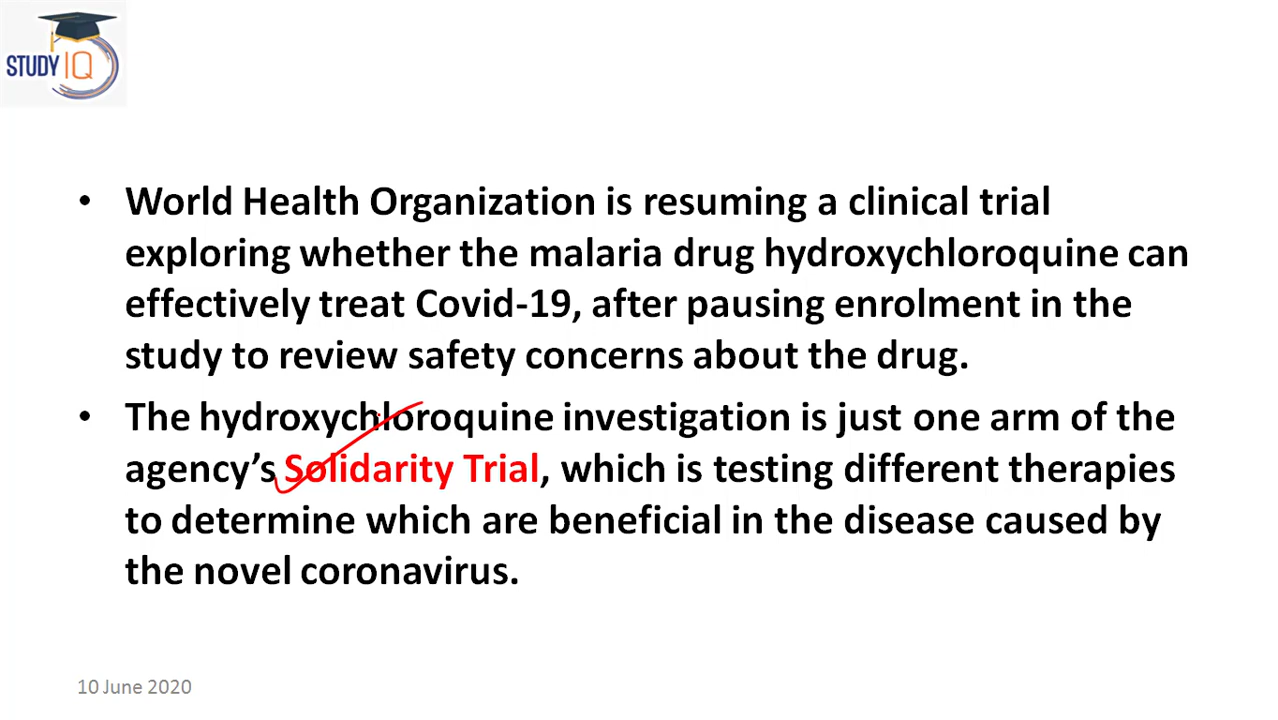 STUDY IQ
• World Health Organization is resuming a clinical trial
exploring whether the malaria drug hydroxychloroquine can
effectively treat Covid-19, after pausing enrolment in the
study to review safety concerns about the drug.
• The hydroxychloroquine investigation is just one arm of the
agency’s Solidarity Trial, which is testing different therapies
to determine which are beneficial in the disease caused by
the novel coronavirus.
10 June 2020